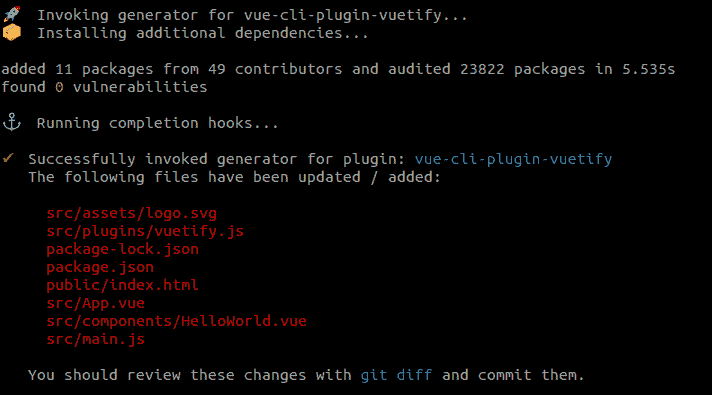 🚀 Invoking generator for vue-cli-plugin-vuetify...
📦 Installing additional dependencies...
added 11 packages from 49 contributors and audited 23822 packages in 5.535s
found 0 vulnerabilities
⚓ Running completion hooks...
✔ Successfully invoked generator for plugin: vue-cli-plugin-vuetify
The following files have been updated / added:
src/assets/logo.svg
src/plugins/vuetify.js
package-lock.json
package.json
public/index.html
src/App.vue
src/components/HelloWorld.vue
src/main.js
You should review these changes with git diff and commit them.